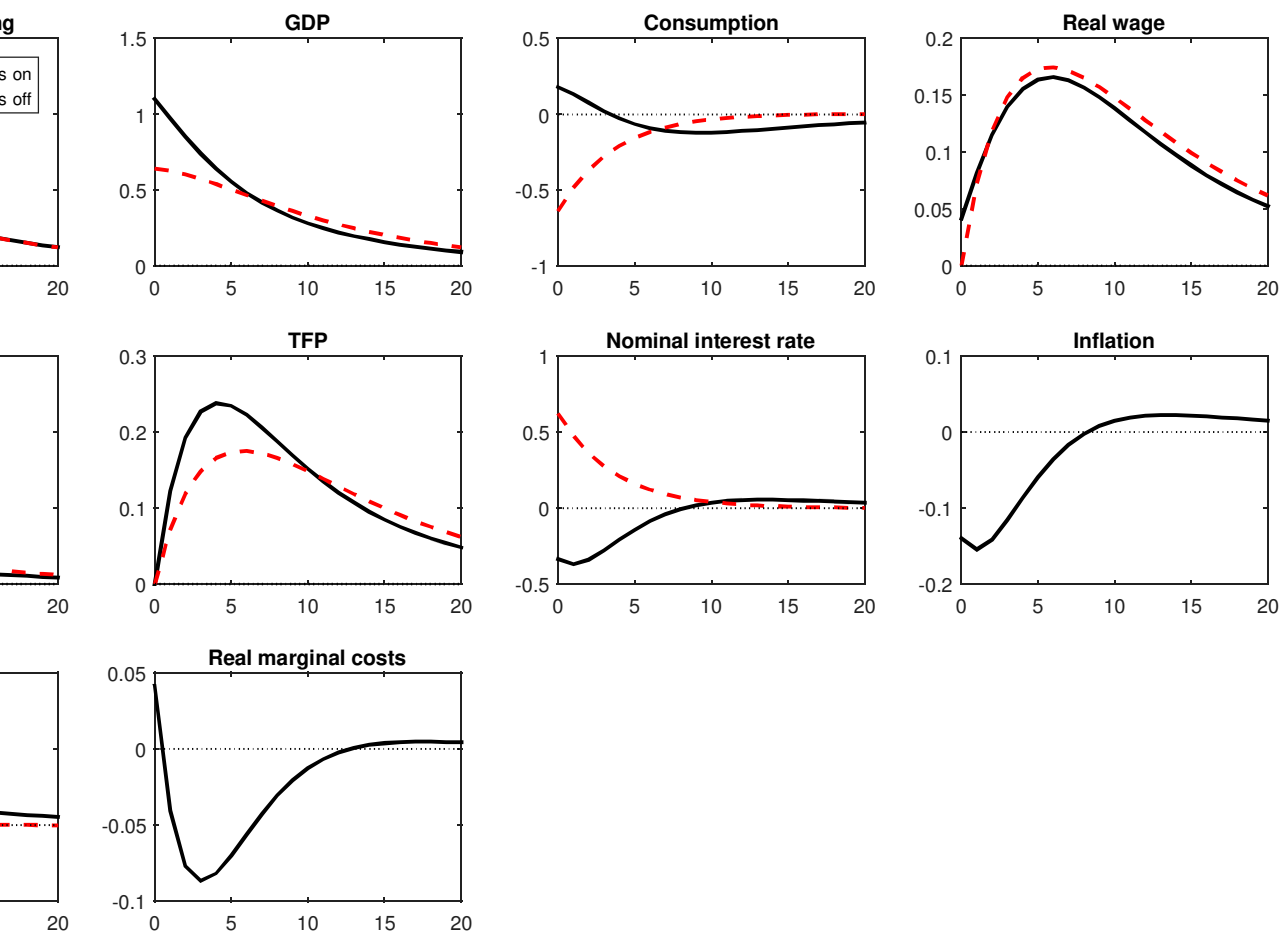 ng
s on
s off
20
GDP
1.5
1
0.5
0
0 5 10 15 20
Consumption
0.5
0
-0.5
-1
0 5 10 15 20
Real wage
0.2
0.15
0.1
0.05
0
0 5 10 15 20
20
TFP
0.3
0.2
0.1
0
0 5 10 15 20
Nominal interest rate
1
0.5
0
-0.5
0 5 10 15 20
Inflation
0.1
0
-0.1
-0.2
0 5 10 15 20
20
Real marginal costs
0.05
0
-0.05
-0.1
0 5 10 15 20